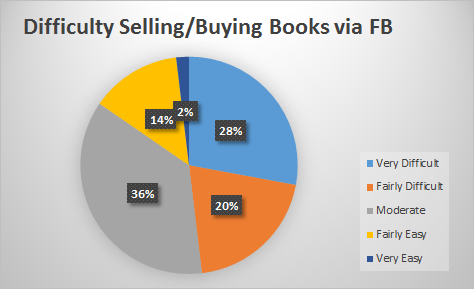 Difficulty Selling/Buying Books via FB
2%
14%
28%
36%
20%
Very Difficult
Fairly Difficult
Moderate
Fairly Easy
Very Easy